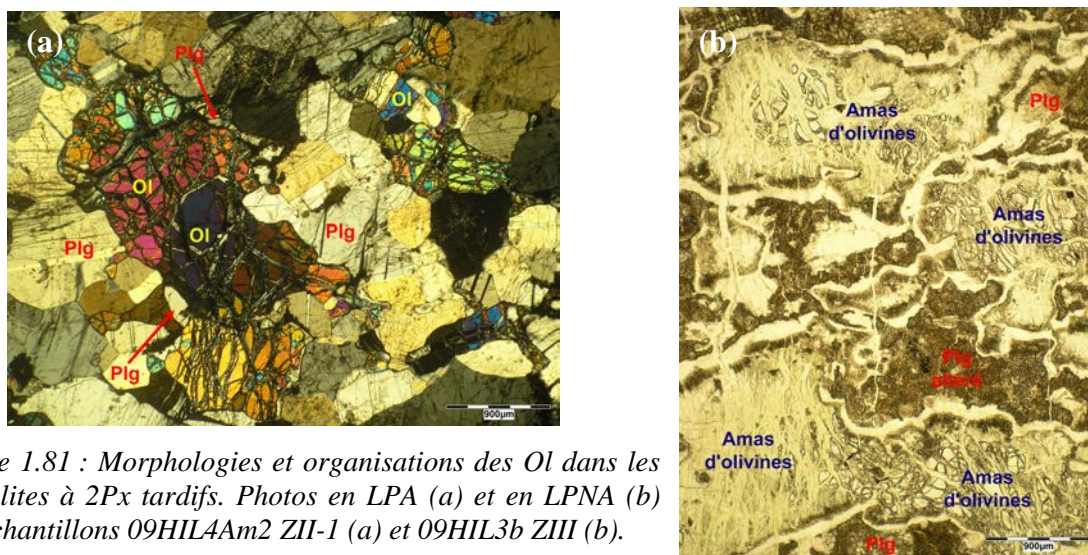 (a)
Plg
Ol
Ol
Ol
Plg
Plg
Plg
900µm
(b)
Amas
d'olivines
Plg
Amas
d'olivines
Plg
altéré
Amas
d'olivines
Amas
d'olivines
Plg
900µm
e 1.81 : Morphologies et organisations des Ol dans les
lites à 2Px tardifs. Photos en LPA (a) et en LPNA (b)
chantillons 09HIL4Am2 ZII-1 (a) et 09HIL3b ZIII (b).